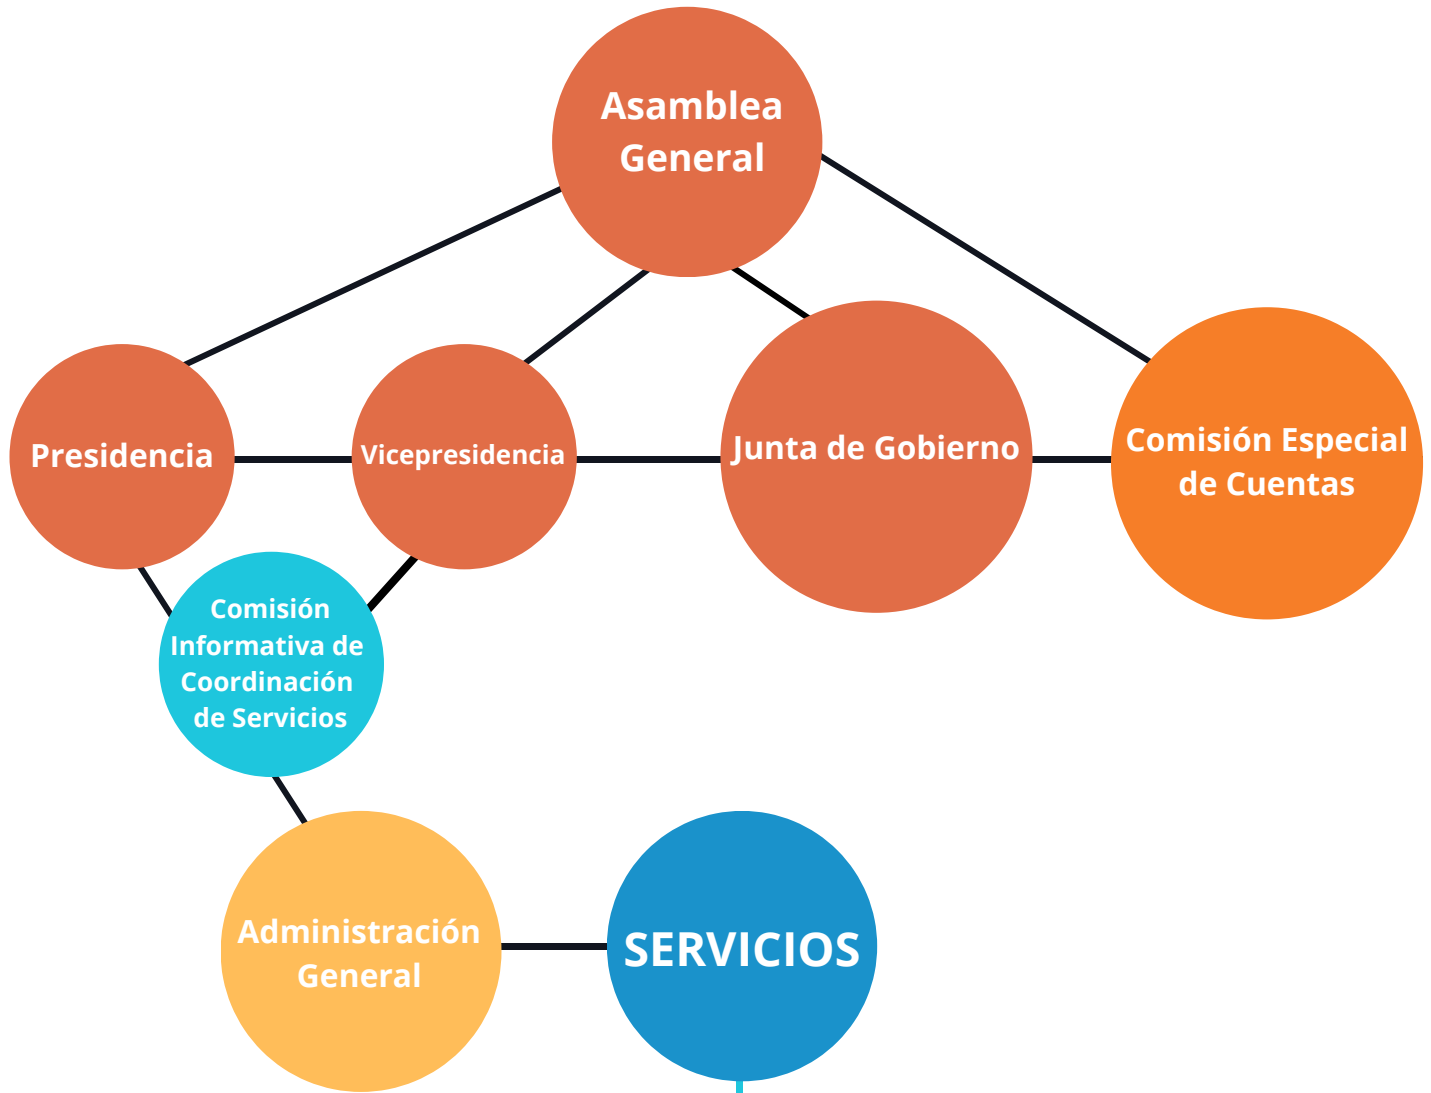 Asamblea
General
Presidencia
Vicepresidencia
Junta de Gobierno
Comisión Especial
de Cuentas
Comisión
Informativa de
Coordinación
de Servicios
Administración
General
SERVICIOS